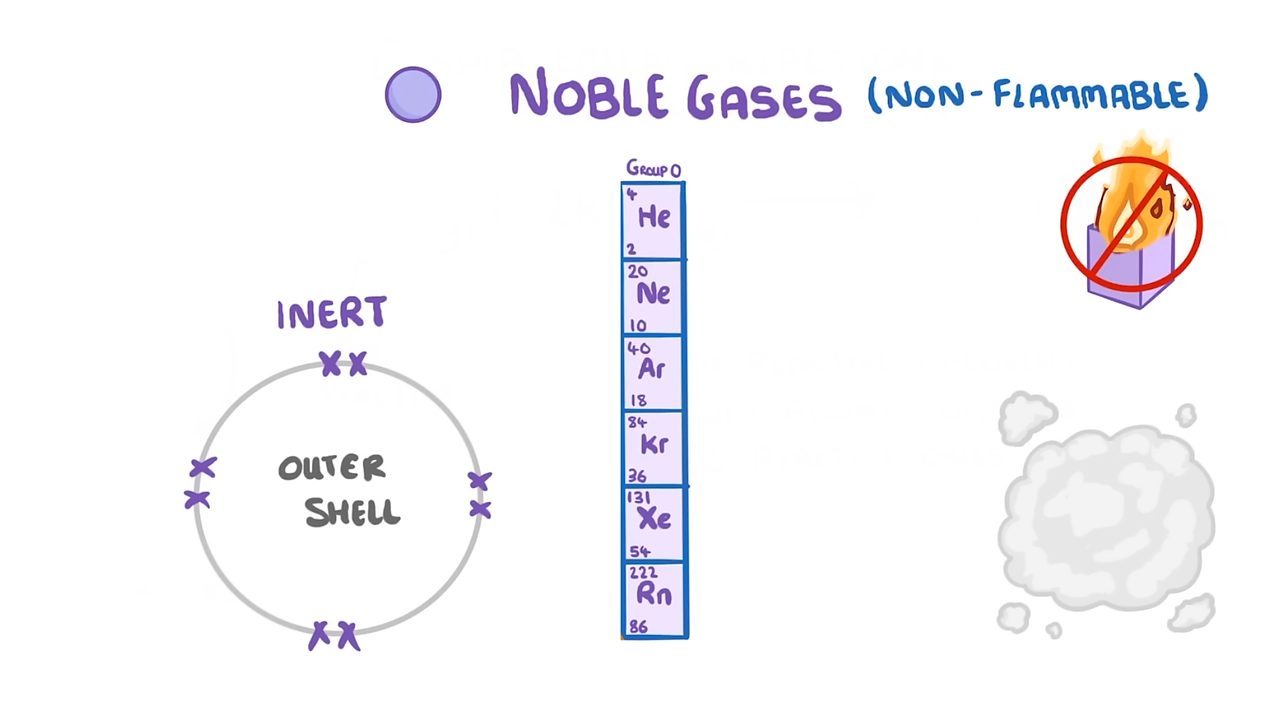 NOBLE GASES (NON-FLAMMABLE)
GROUP 0
4
He
2
20
Ne
10
40
Ar
18
84
Kr
36
131
Xe
54
222
Rn
86
INERT
OUTER
SHELL